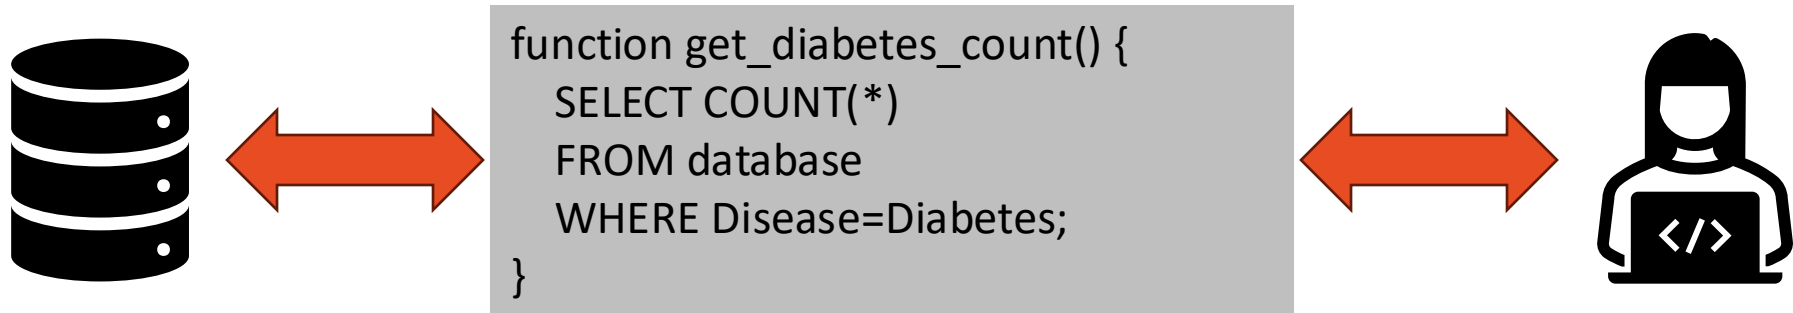 function get_diabetes_count() {
SELECT COUNT(*)
FROM database
WHERE Disease=Diabetes;
}
</>